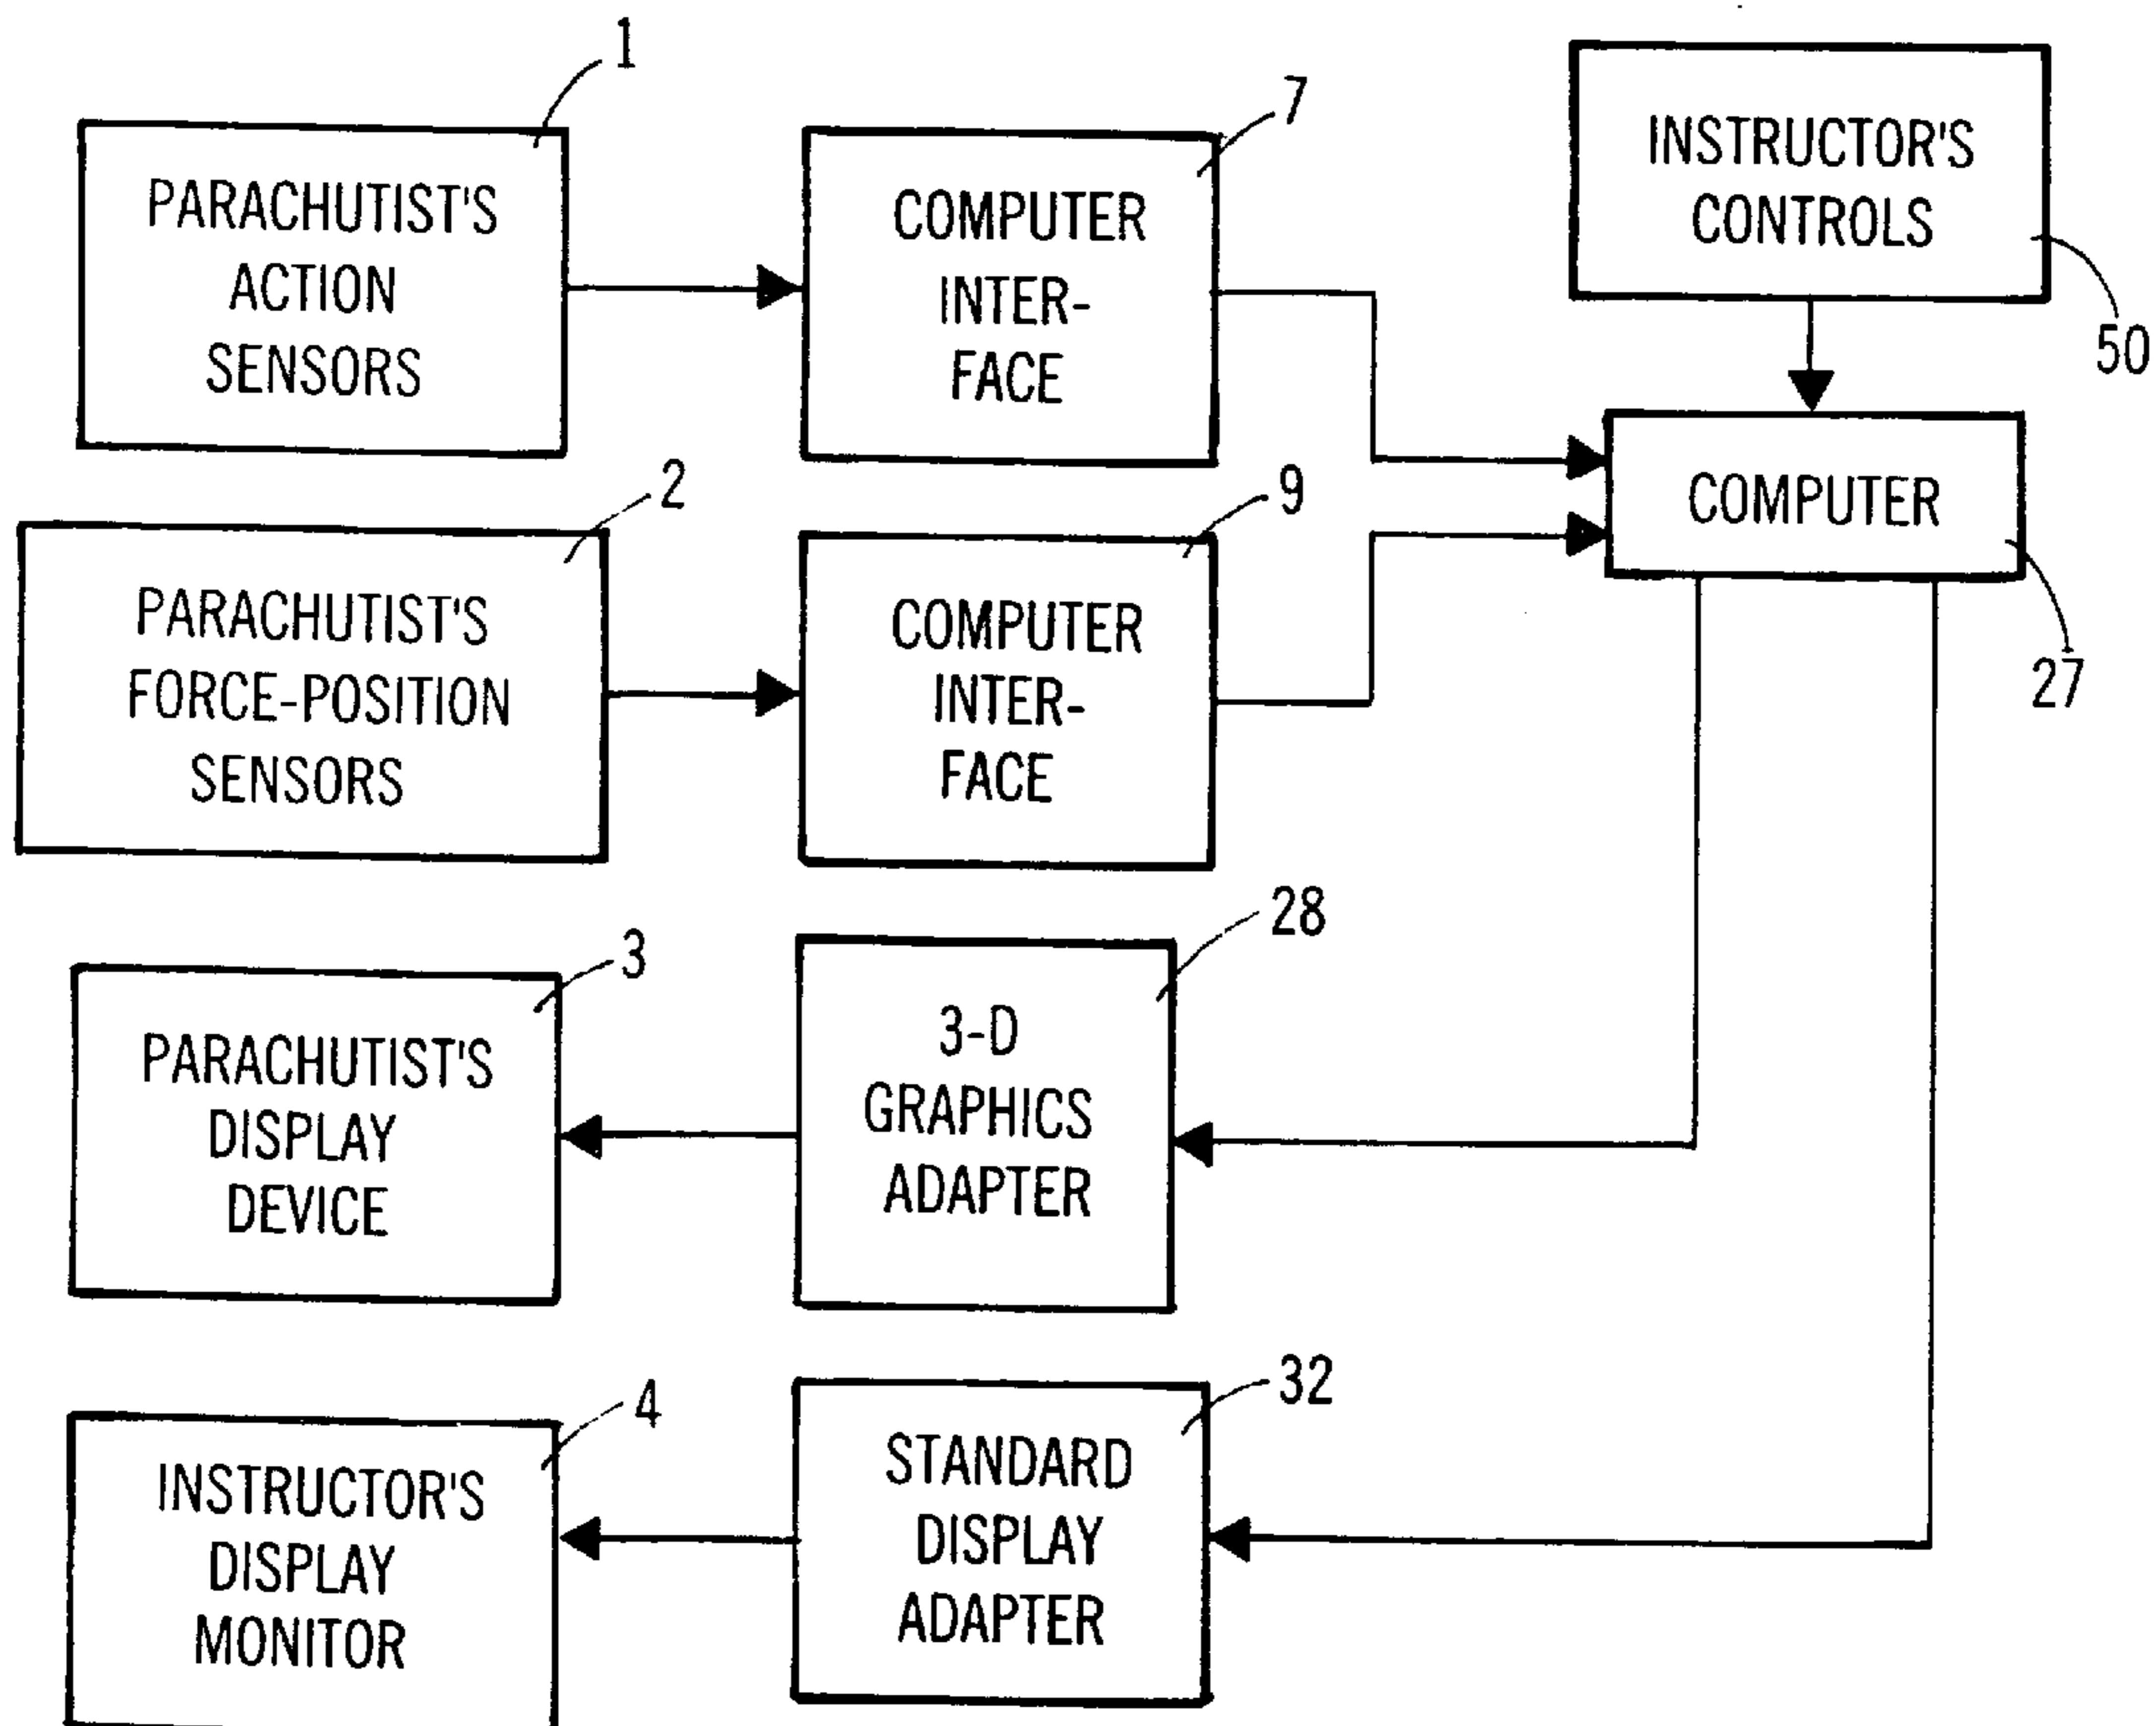 1
PARACHUTIST'S
ACTION
SENSORS
7
COMPUTER
INTER-
FACE
INSTRUCTOR'S
CONTROLS
50
2
PARACHUTIST'S
FORCE-POSITION
SENSORS
9
COMPUTER
INTER-
FACE
COMPUTER
27
3
PARACHUTIST'S
DISPLAY
DEVICE
28
3-D
GRAPHICS
ADAPTER
4
INSTRUCTOR'S
DISPLAY
MONITOR
32
STANDARD
DISPLAY
ADAPTER